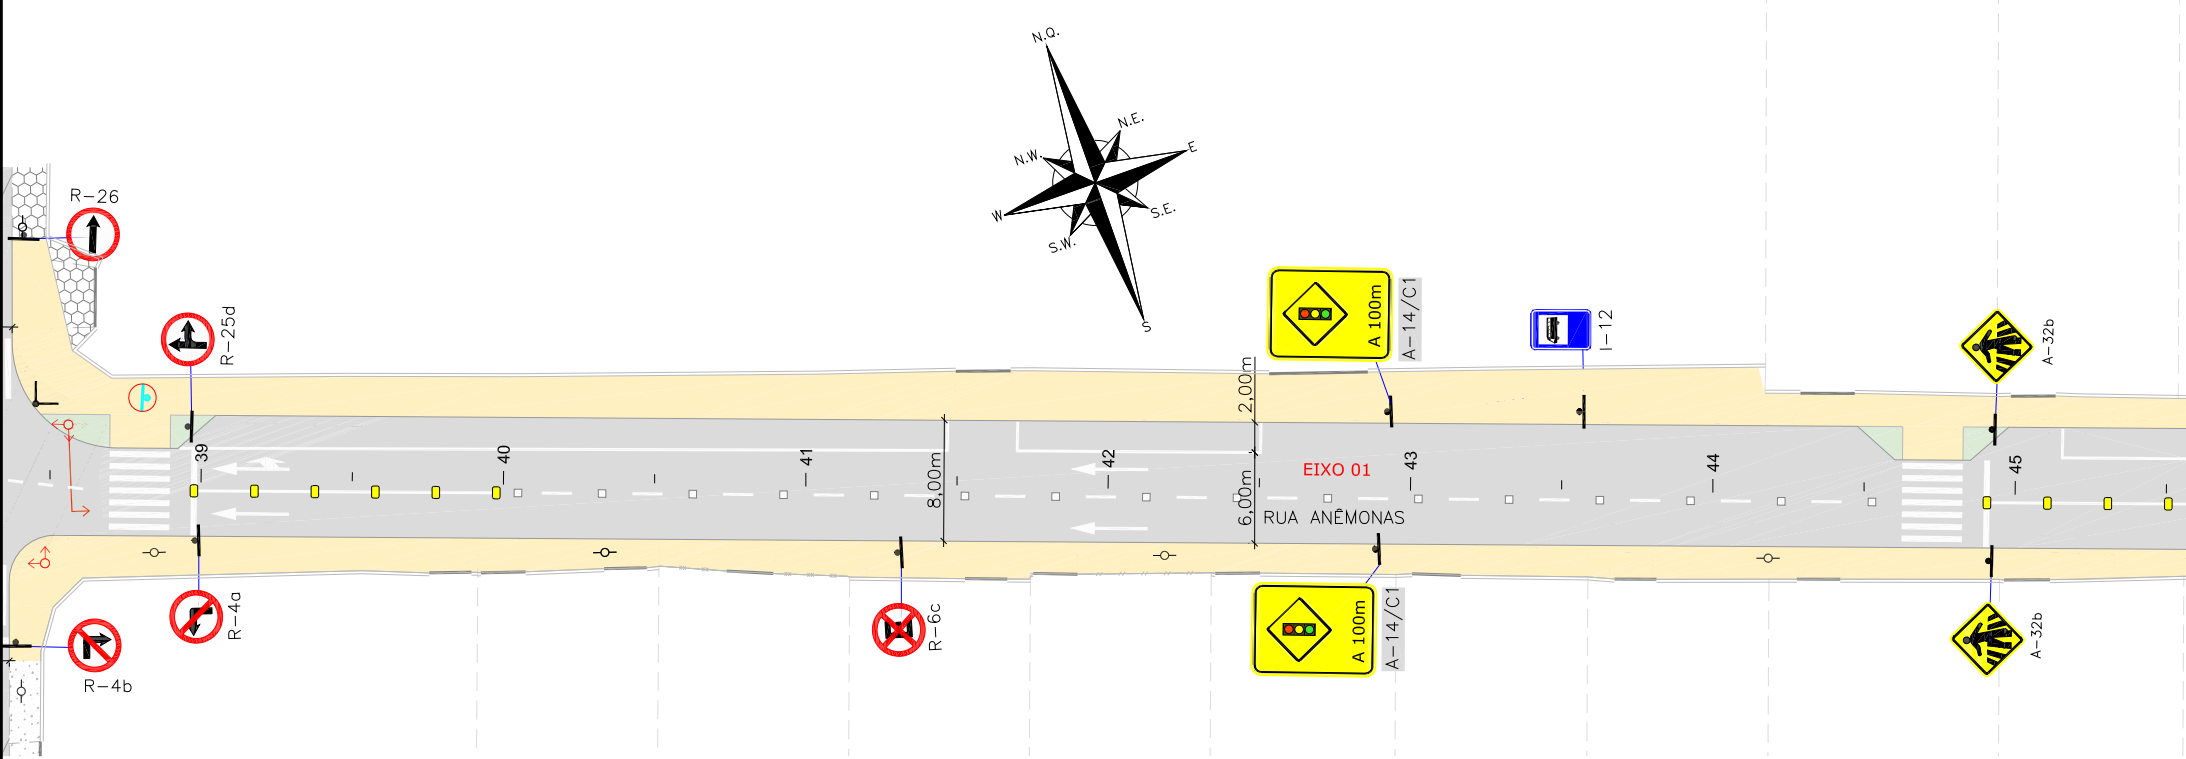 N.Q.
N.E.
E
S.E.
S
S.W.
W
N.W.
R-26
R-25d
A 100m
A-14/C1
I-12
A-32b
2,00m
39
40
41
42
43
44
45
8,00m
6,00m
EIXO 01
RUA ANÊMONAS
R-4b
R-4a
R-6c
A 100m
A-14/C1
A-32b